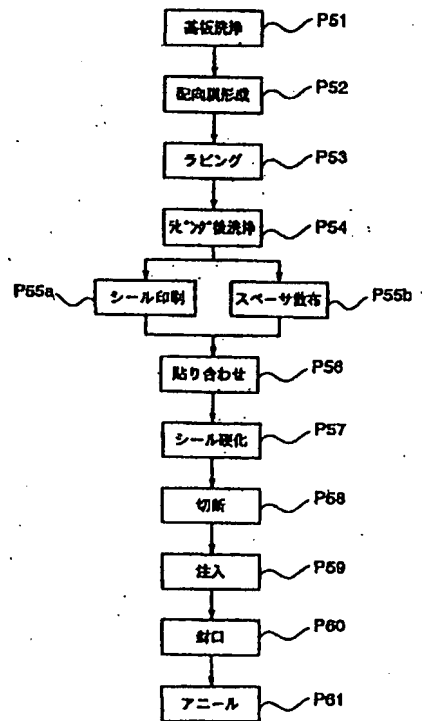 基板洗浄 P51
配向膜形成 P52
ラビング P53
ラビング後洗浄 P54
P55a シール印刷 スペーサ散布 P55b
貼り合わせ P56
シール硬化 P57
切断 P58
注入 P59
封口 P60
アニール P61